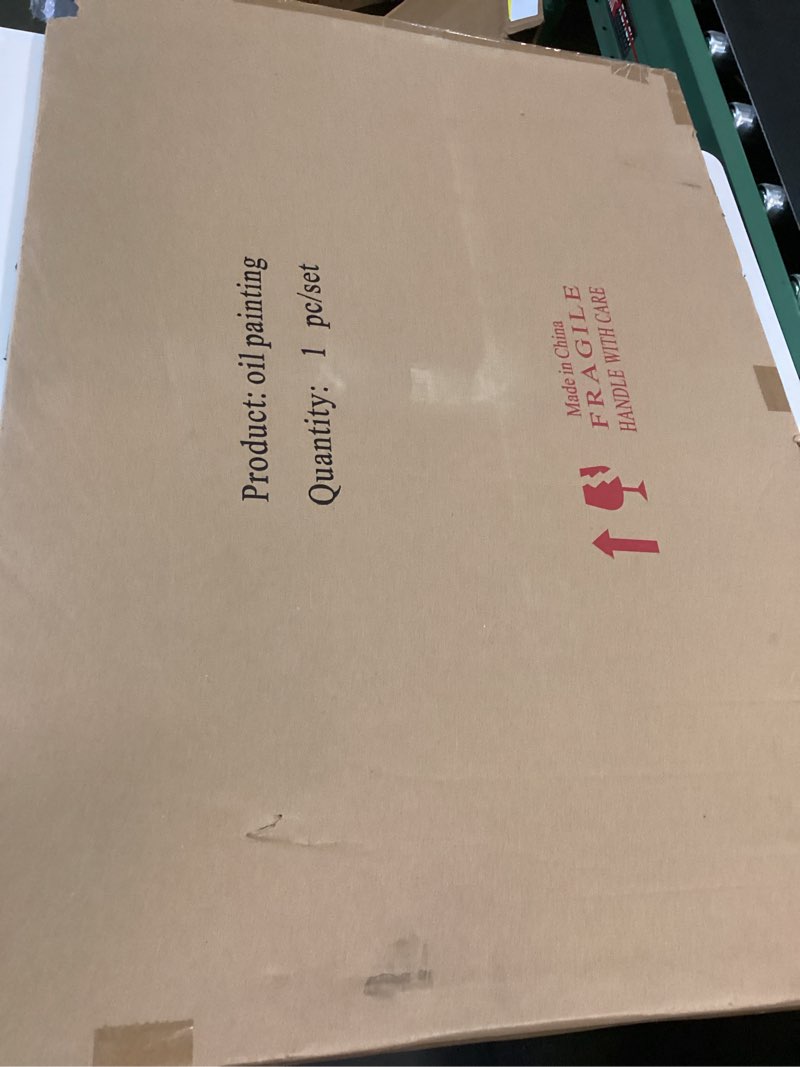 Product: oil painting
Quantity: 1 pc/set
Made in China
FRAGILE
HANDLE WITH CARE